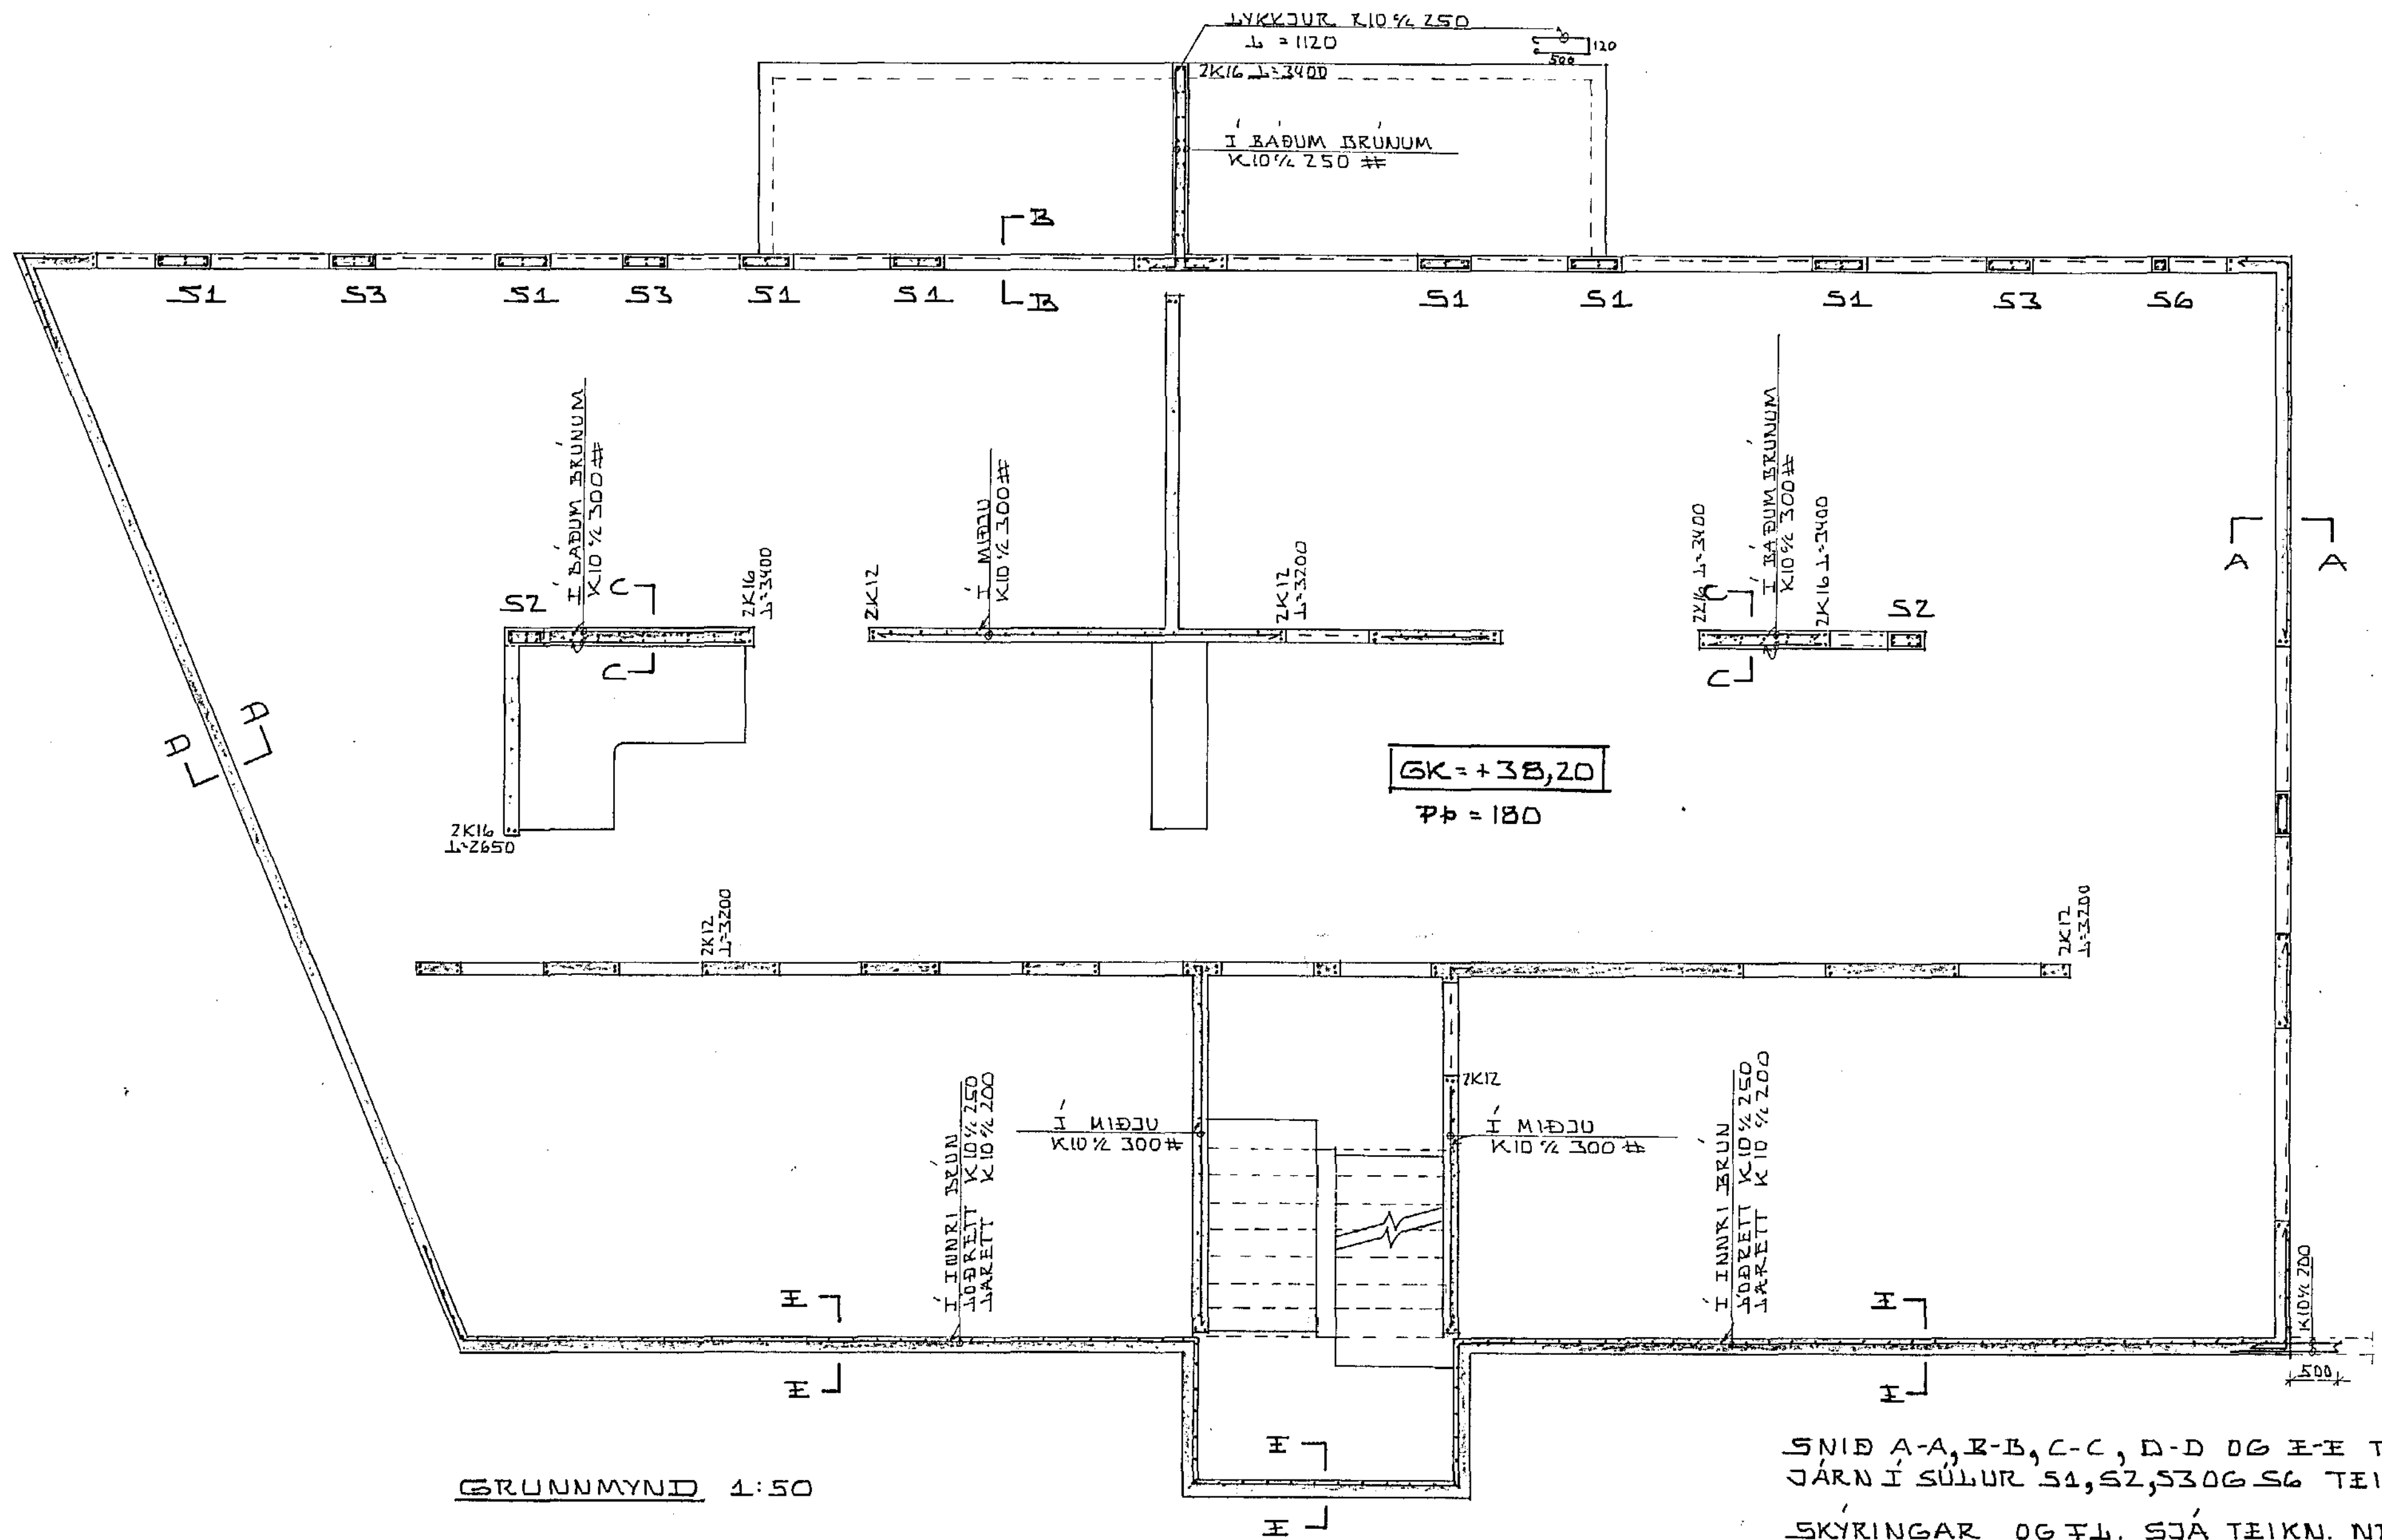 LYKKJUR K10 % 250
L = 1120
120
500
2K16 L=3400
Í BÁÐUM BRÚNUM
K10 % 250 #
B
B
S1 S3 S1 S3 S1 S1 S1 S1 S1 S3 S6
Í BÁÐUM BRÚNUM
K10 % 300 #
Í MIÐJU
K10 % 300 #
Í BÁÐUM BRÚNUM
K10 % 300 #
S2
C
C
2K16
L=3400
2K12
2K12
L=3200
2K16 L=3400
C
C
2K16 L=3400
S2
A A
D
D
GK = +38,20
Pþ = 180
2K16
L=2650
2K12
L=3200
2K12
L=3200
2K12
Í INNRI BRÚN
LÓÐRÉTT K10 % 250
LÁRÉTT K10 % 200
Í MIÐJU
K10 % 300 #
Í MIÐJU
K10 % 300 #
Í INNRI BRÚN
LÓÐRÉTT K10 % 250
LÁRÉTT K10 % 200
E
E
E
E
K10 % 200
500
E
E
GRUNNMYND 1:50
SNIÐ A-A, B-B, C-C, D-D OG E-E T
JÁRN Í SÚLUR S1, S2, S3 OG S6 TEI
SKÝRINGAR OG FL. SJÁ TEIKN. N